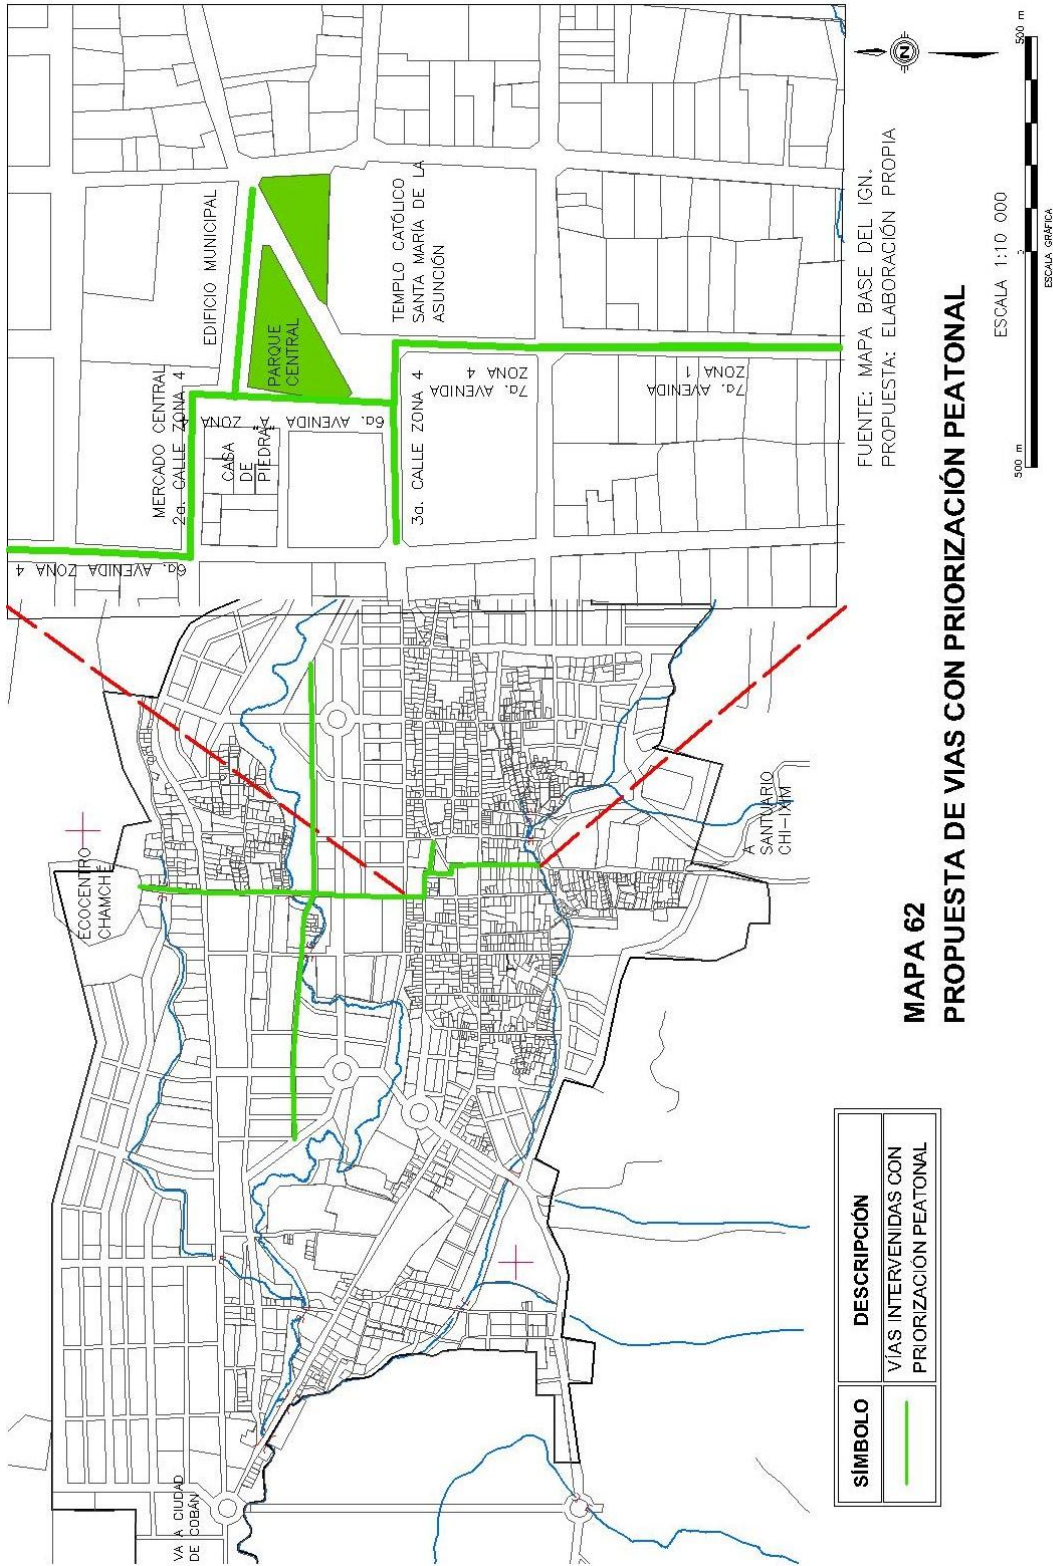 MERCADO CENTRAL
2a. CALLE ZONA 4
EDIFICIO MUNICIPAL
PARQUE
CENTRAL
6a. AVENIDA "A" ZONA
CASA
DE
PIEDRA
6a. AVENIDA ZONA 4
3a. CALLE ZONA 4
TEMPLO CATÓLICO
SANTA MARÍA DE LA
ASUNCIÓN
7a. AVENIDA
ZONA 4
7a. AVENIDA
ZONA 1
ECOCENTRO
CHAMCHÉ
A
SANTUARIO
CHI-IXIM
VA A CIUDAD
DE COBÁN
FUENTE: MAPA BASE DEL IGN.
PROPUESTA: ELABORACIÓN PROPIA
N
MAPA 62
PROPUESTA DE VIAS CON PRIORIZACIÓN PEATONAL
SÍMBOLO
DESCRIPCIÓN
VÍAS INTERVENIDAS CON
PRIORIZACIÓN PEATONAL
ESCALA 1:10 000
500 m
0
500 m
ESCALA GRÁFICA